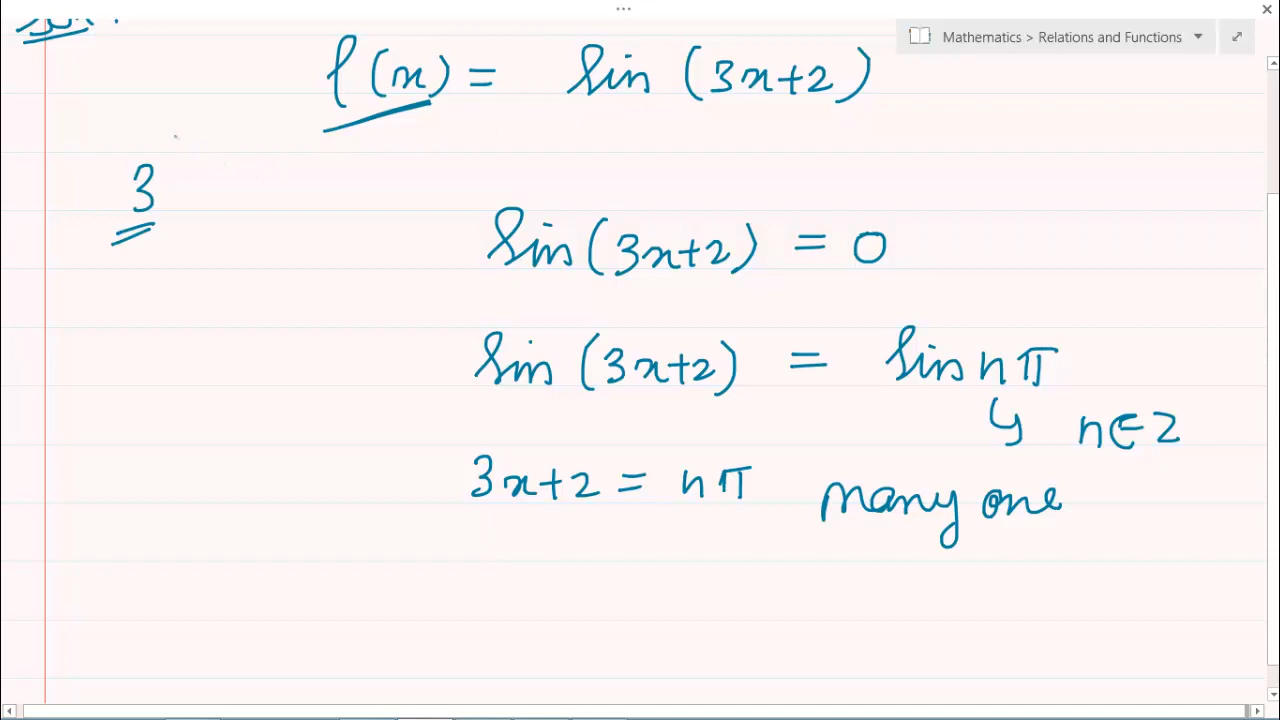 Mathematics > Relations and Functions
f(x) = sin (3x+2)
3
sin(3x+2) = 0
sin (3x+2) = sin nπ
↳ n∈Z
3x+2 = nπ many one